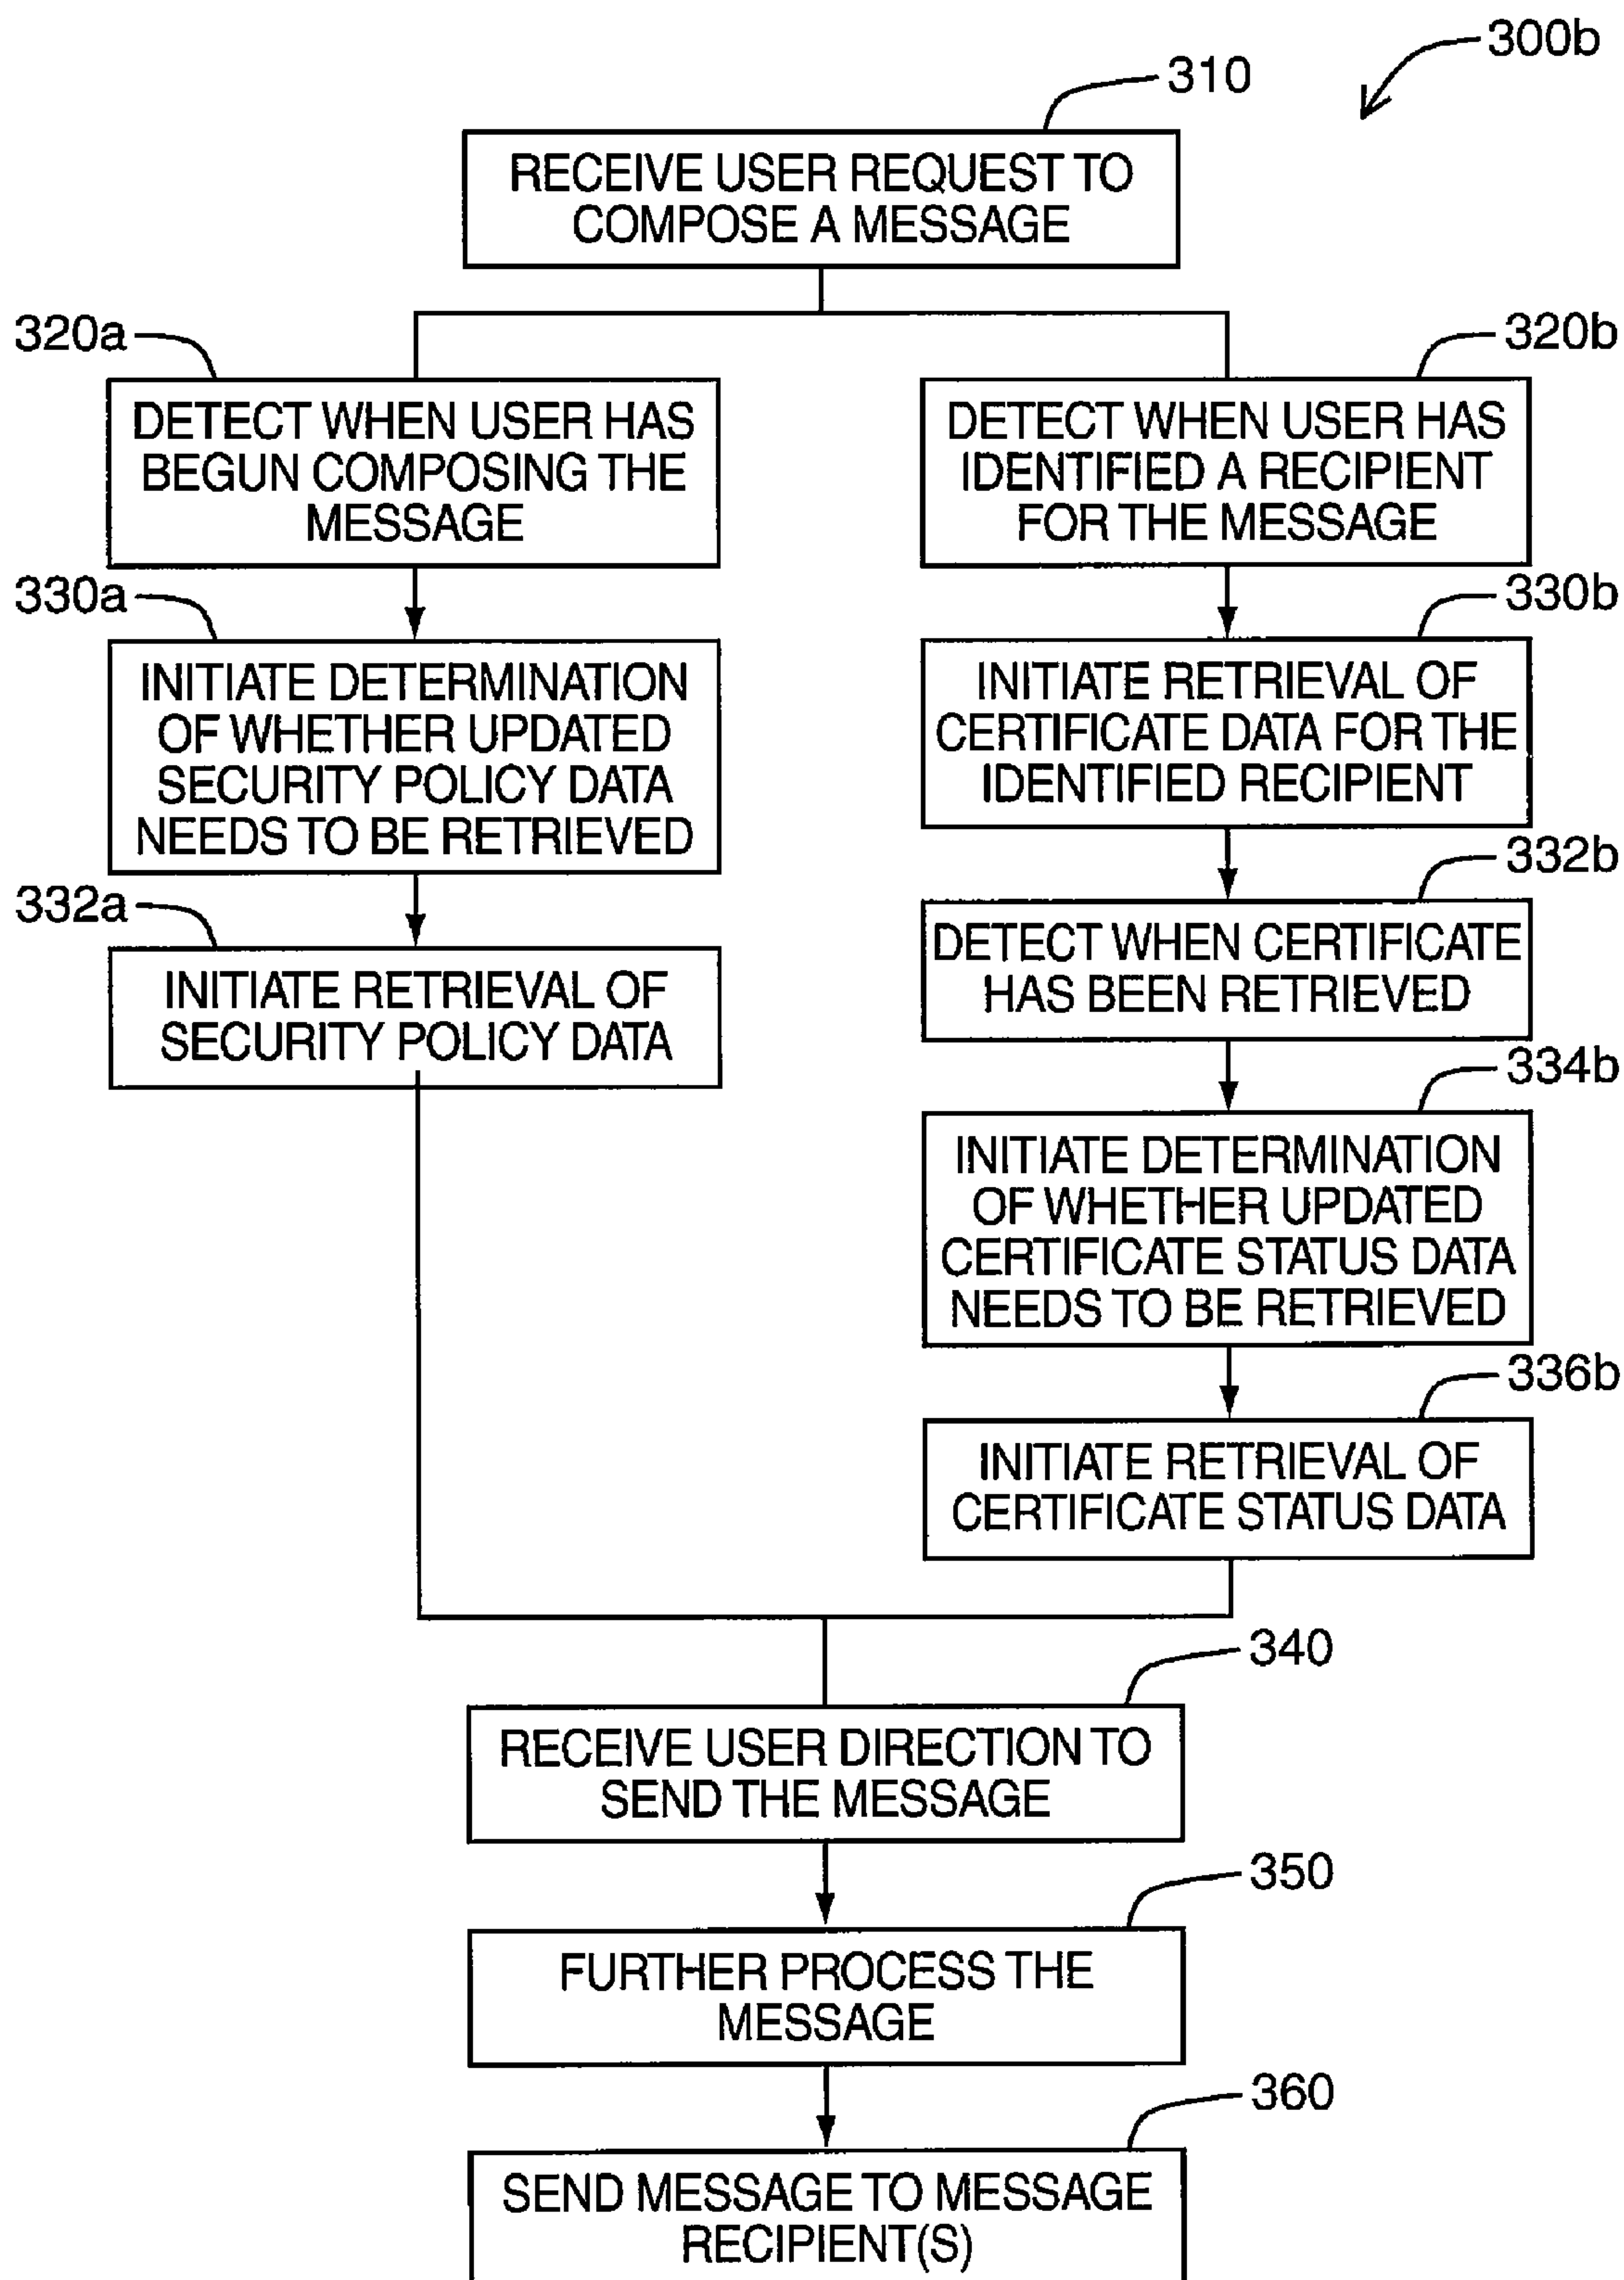 300b
310
RECEIVE USER REQUEST TO
COMPOSE A MESSAGE
320a
DETECT WHEN USER HAS
BEGUN COMPOSING THE
MESSAGE
320b
DETECT WHEN USER HAS
IDENTIFIED A RECIPIENT
FOR THE MESSAGE
330a
INITIATE DETERMINATION
OF WHETHER UPDATED
SECURITY POLICY DATA
NEEDS TO BE RETRIEVED
330b
INITIATE RETRIEVAL OF
CERTIFICATE DATA FOR THE
IDENTIFIED RECIPIENT
332a
INITIATE RETRIEVAL OF
SECURITY POLICY DATA
332b
DETECT WHEN CERTIFICATE
HAS BEEN RETRIEVED
334b
INITIATE DETERMINATION
OF WHETHER UPDATED
CERTIFICATE STATUS DATA
NEEDS TO BE RETRIEVED
336b
INITIATE RETRIEVAL OF
CERTIFICATE STATUS DATA
340
RECEIVE USER DIRECTION TO
SEND THE MESSAGE
350
FURTHER PROCESS THE
MESSAGE
360
SEND MESSAGE TO MESSAGE
RECIPIENT(S)